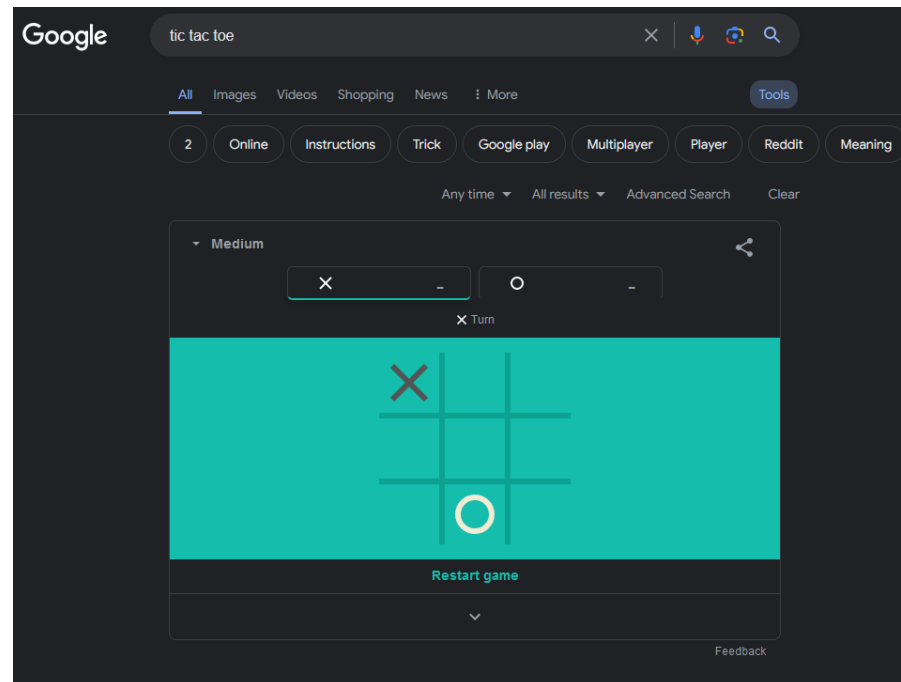 Google tic tac toe
All Images Videos Shopping News More Tools
2 Online Instructions Trick Google play Multiplayer Player Reddit Meaning
Any time All results Advanced Search Clear
Medium
X – O –
X Turn
X
O
Restart game
Feedback